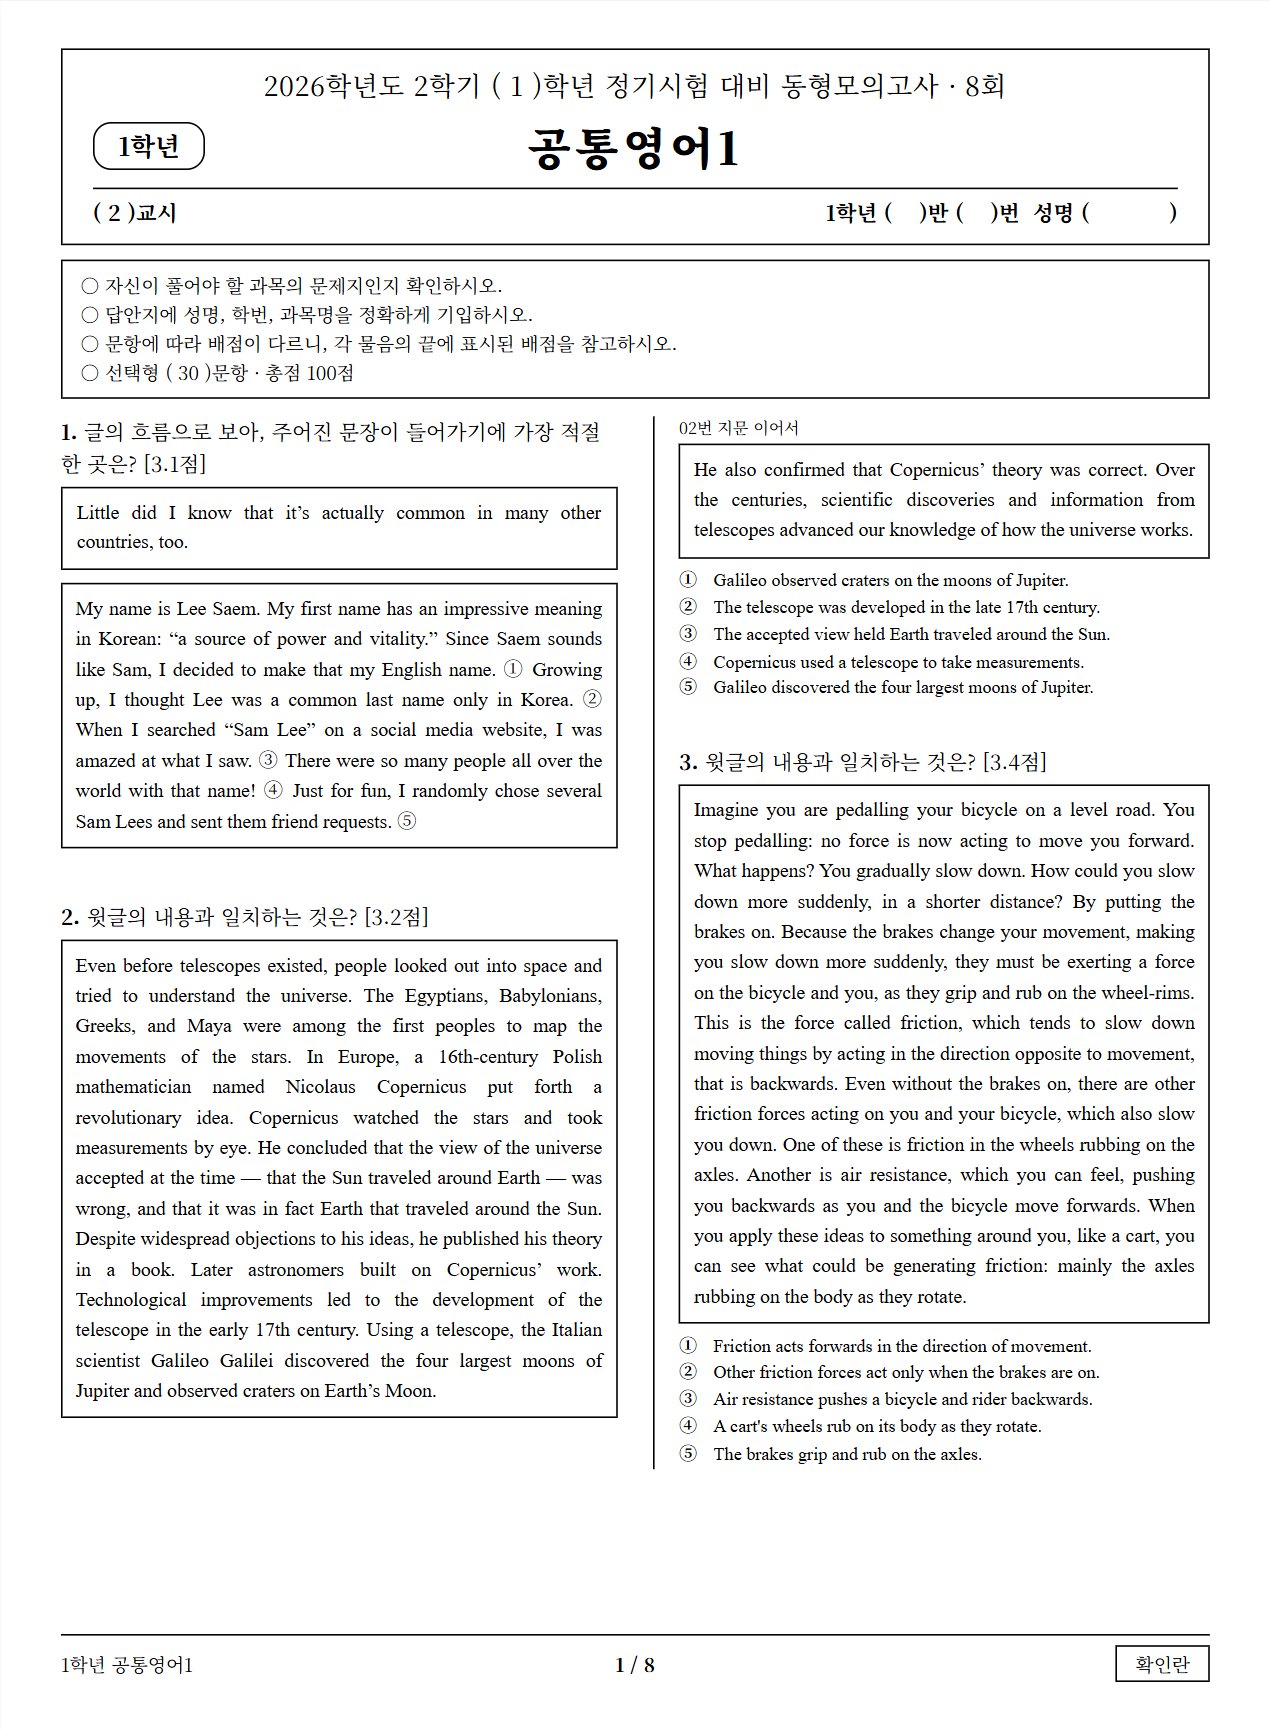 2026학년도 2학기 ( 1 )학년 정기시험 대비 동형모의고사 · 8회
1학년
공통영어1
( 2 )교시
1학년 (    )반 (    )번  성명 (            )
○ 자신이 풀어야 할 과목의 문제지인지 확인하시오.
○ 답안지에 성명, 학번, 과목명을 정확하게 기입하시오.
○ 문항에 따라 배점이 다르니, 각 물음의 끝에 표시된 배점을 참고하시오.
○ 선택형 ( 30 )문항 · 총점 100점
1. 글의 흐름으로 보아, 주어진 문장이 들어가기에 가장 적절
한 곳은? [3.1점]
Little did I know that it’s actually common in many other
countries, too.
My name is Lee Saem. My first name has an impressive meaning
in Korean: “a source of power and vitality.” Since Saem sounds
like Sam, I decided to make that my English name. ① Growing
up, I thought Lee was a common last name only in Korea. ②
When I searched “Sam Lee” on a social media website, I was
amazed at what I saw. ③ There were so many people all over the
world with that name! ④ Just for fun, I randomly chose several
Sam Lees and sent them friend requests. ⑤
2. 윗글의 내용과 일치하는 것은? [3.2점]
Even before telescopes existed, people looked out into space and
tried to understand the universe. The Egyptians, Babylonians,
Greeks, and Maya were among the first peoples to map the
movements of the stars. In Europe, a 16th-century Polish
mathematician named Nicolaus Copernicus put forth a
revolutionary idea. Copernicus watched the stars and took
measurements by eye. He concluded that the view of the universe
accepted at the time — that the Sun traveled around Earth — was
wrong, and that it was in fact Earth that traveled around the Sun.
Despite widespread objections to his ideas, he published his theory
in a book. Later astronomers built on Copernicus’ work.
Technological improvements led to the development of the
telescope in the early 17th century. Using a telescope, the Italian
scientist Galileo Galilei discovered the four largest moons of
Jupiter and observed craters on Earth’s Moon.
02번 지문 이어서
He also confirmed that Copernicus’ theory was correct. Over
the centuries, scientific discoveries and information from
telescopes advanced our knowledge of how the universe works.
① Galileo observed craters on the moons of Jupiter.
② The telescope was developed in the late 17th century.
③ The accepted view held Earth traveled around the Sun.
④ Copernicus used a telescope to take measurements.
⑤ Galileo discovered the four largest moons of Jupiter.
3. 윗글의 내용과 일치하는 것은? [3.4점]
Imagine you are pedalling your bicycle on a level road. You
stop pedalling: no force is now acting to move you forward.
What happens? You gradually slow down. How could you slow
down more suddenly, in a shorter distance? By putting the
brakes on. Because the brakes change your movement, making
you slow down more suddenly, they must be exerting a force
on the bicycle and you, as they grip and rub on the wheel-rims.
This is the force called friction, which tends to slow down
moving things by acting in the direction opposite to movement,
that is backwards. Even without the brakes on, there are other
friction forces acting on you and your bicycle, which also slow
you down. One of these is friction in the wheels rubbing on the
axles. Another is air resistance, which you can feel, pushing
you backwards as you and the bicycle move forwards. When
you apply these ideas to something around you, like a cart, you
can see what could be generating friction: mainly the axles
rubbing on the body as they rotate.
① Friction acts forwards in the direction of movement.
② Other friction forces act only when the brakes are on.
③ Air resistance pushes a bicycle and rider backwards.
④ A cart's wheels rub on its body as they rotate.
⑤ The brakes grip and rub on the axles.
1학년 공통영어1
1 / 8
확인란